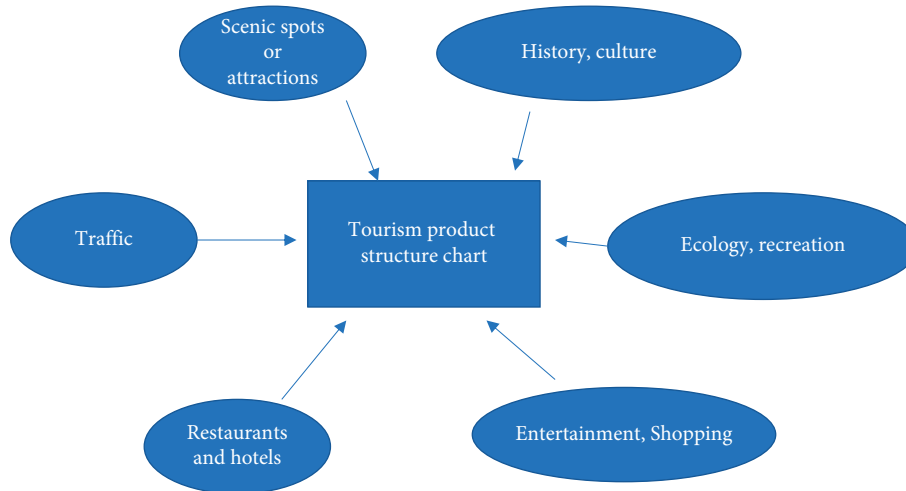 Scenic spots
or
attractions
History, culture
Traffic
Tourism product
structure chart
Ecology, recreation
Restaurants
and hotels
Entertainment, Shopping